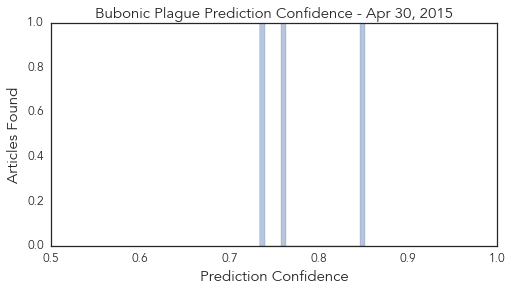 Bubonic Plague Prediction Confidence - Apr 30, 2015
1.0
0.8
0.6
0.4
0.2
0.0
Articles Found
0.5 0.6 0.7 0.8 0.9 1.0
Prediction Confidence